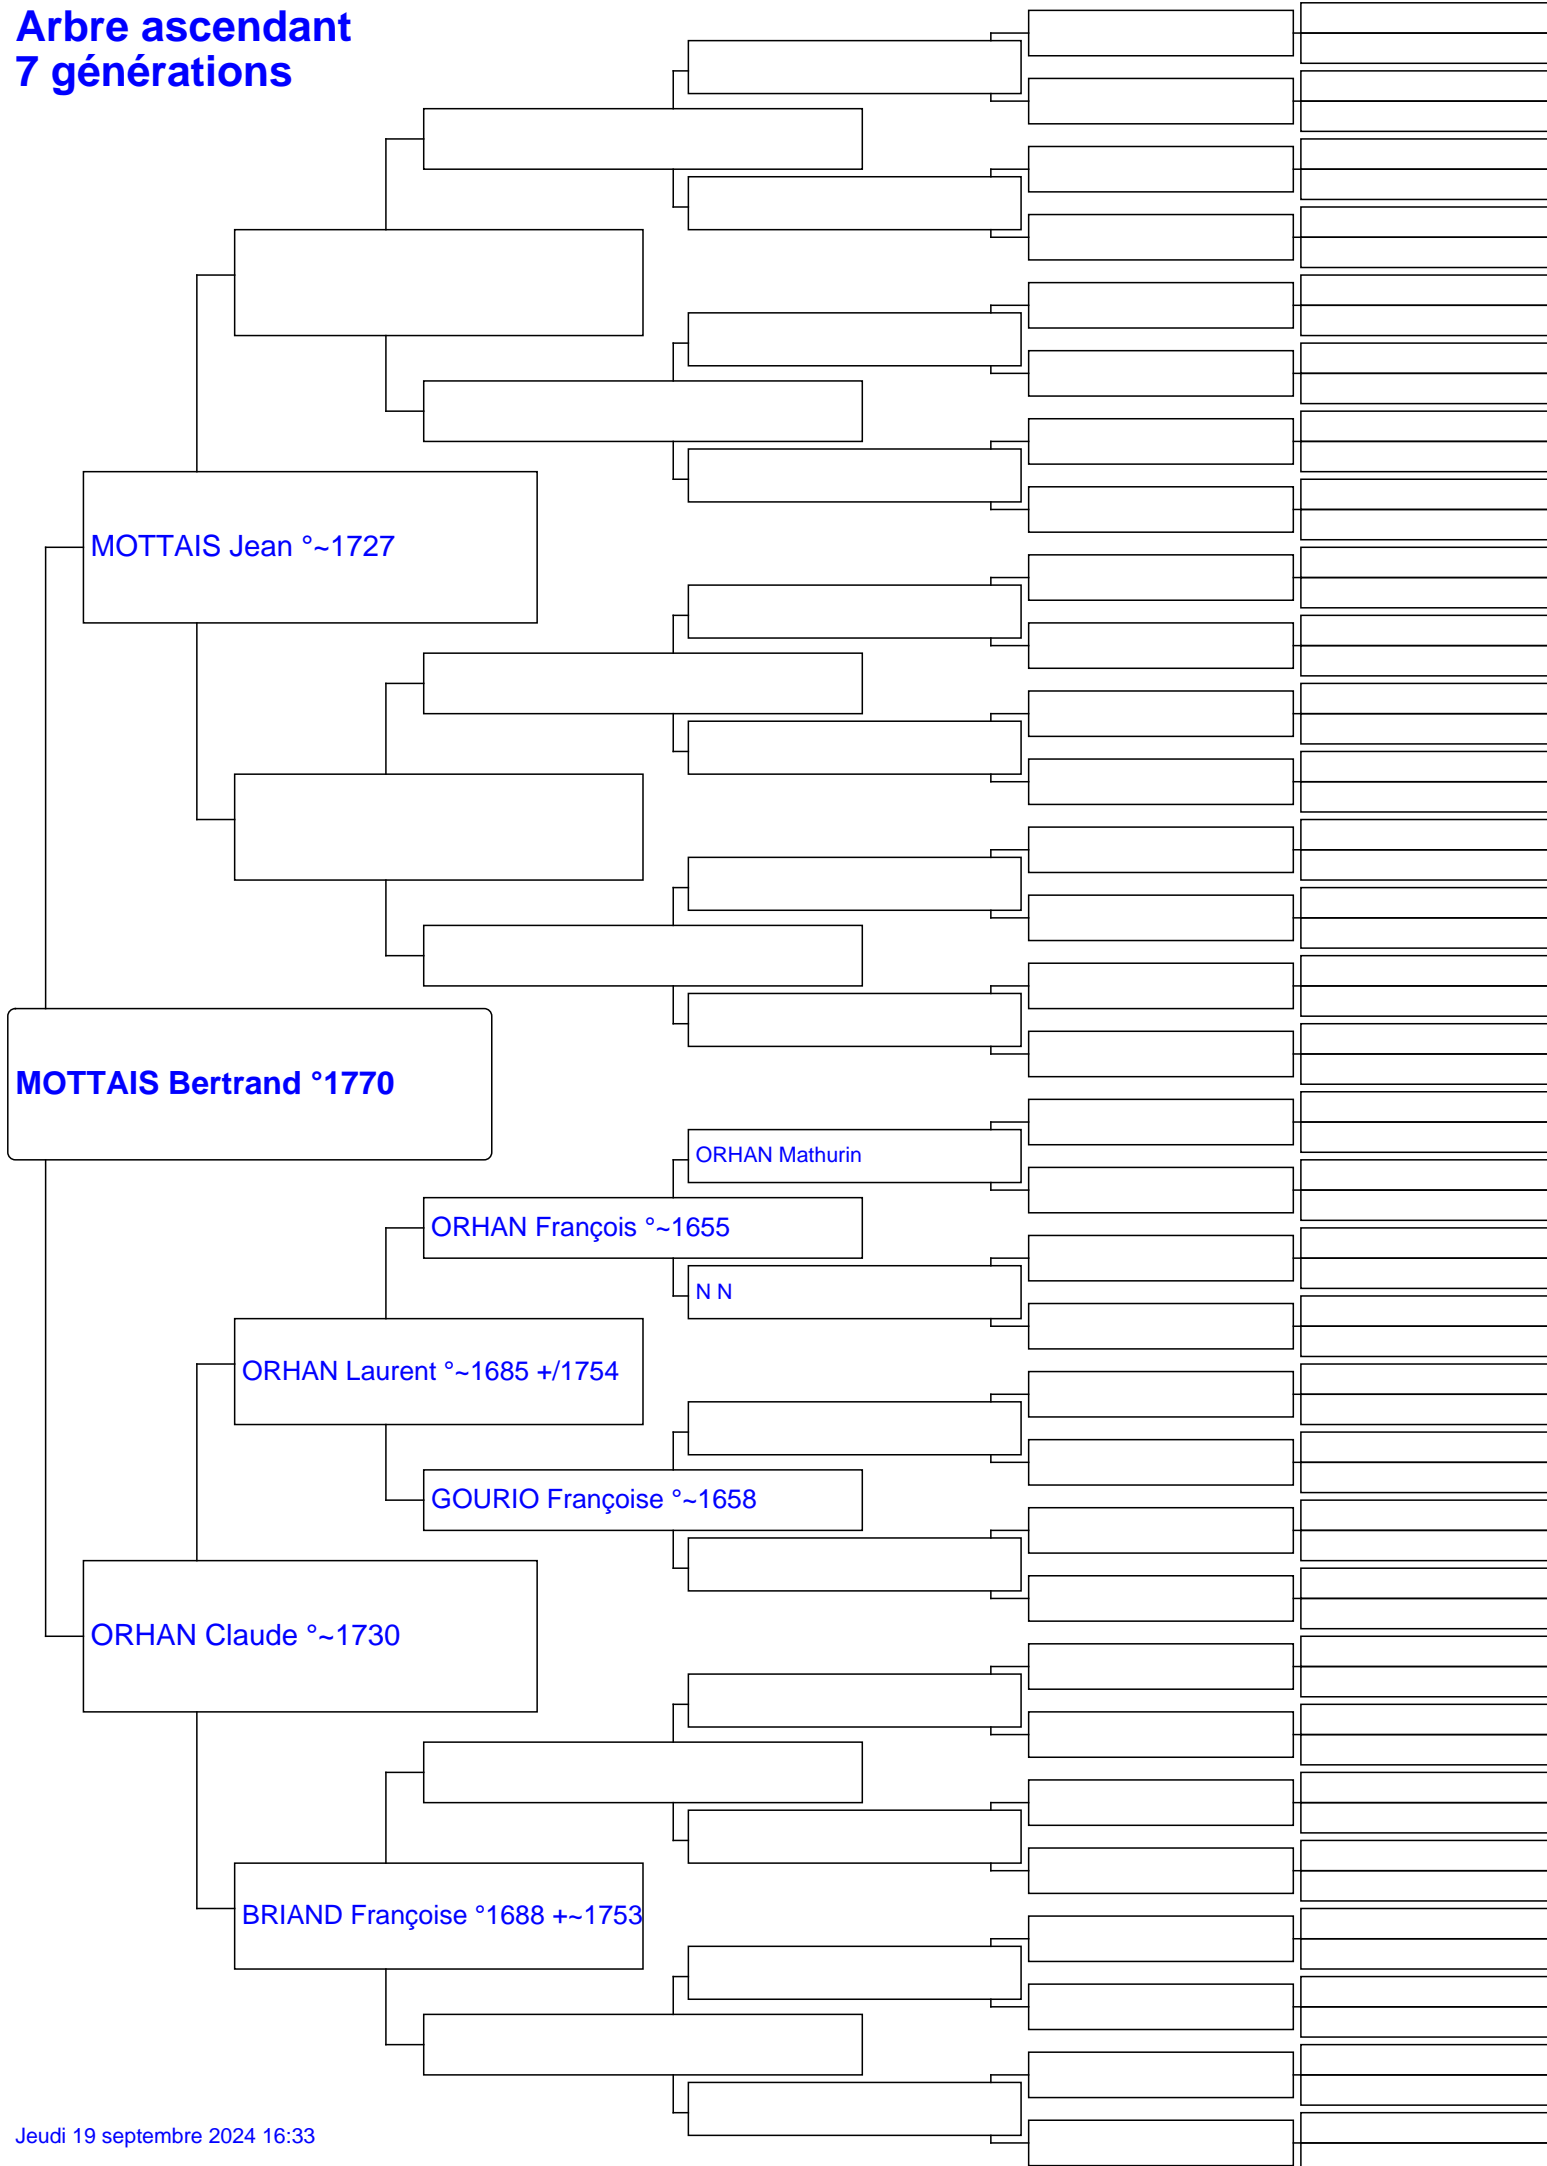 Arbre ascendant
7 générations
MOTTAIS Jean °~1727
MOTTAIS Bertrand °1770
ORHAN Mathurin
ORHAN François °~1655
N N
ORHAN Laurent °~1685 +/1754
GOURIO Françoise °~1658
ORHAN Claude °~1730
BRIAND Françoise °1688 +~1753
Jeudi 19 septembre 2024 16:33